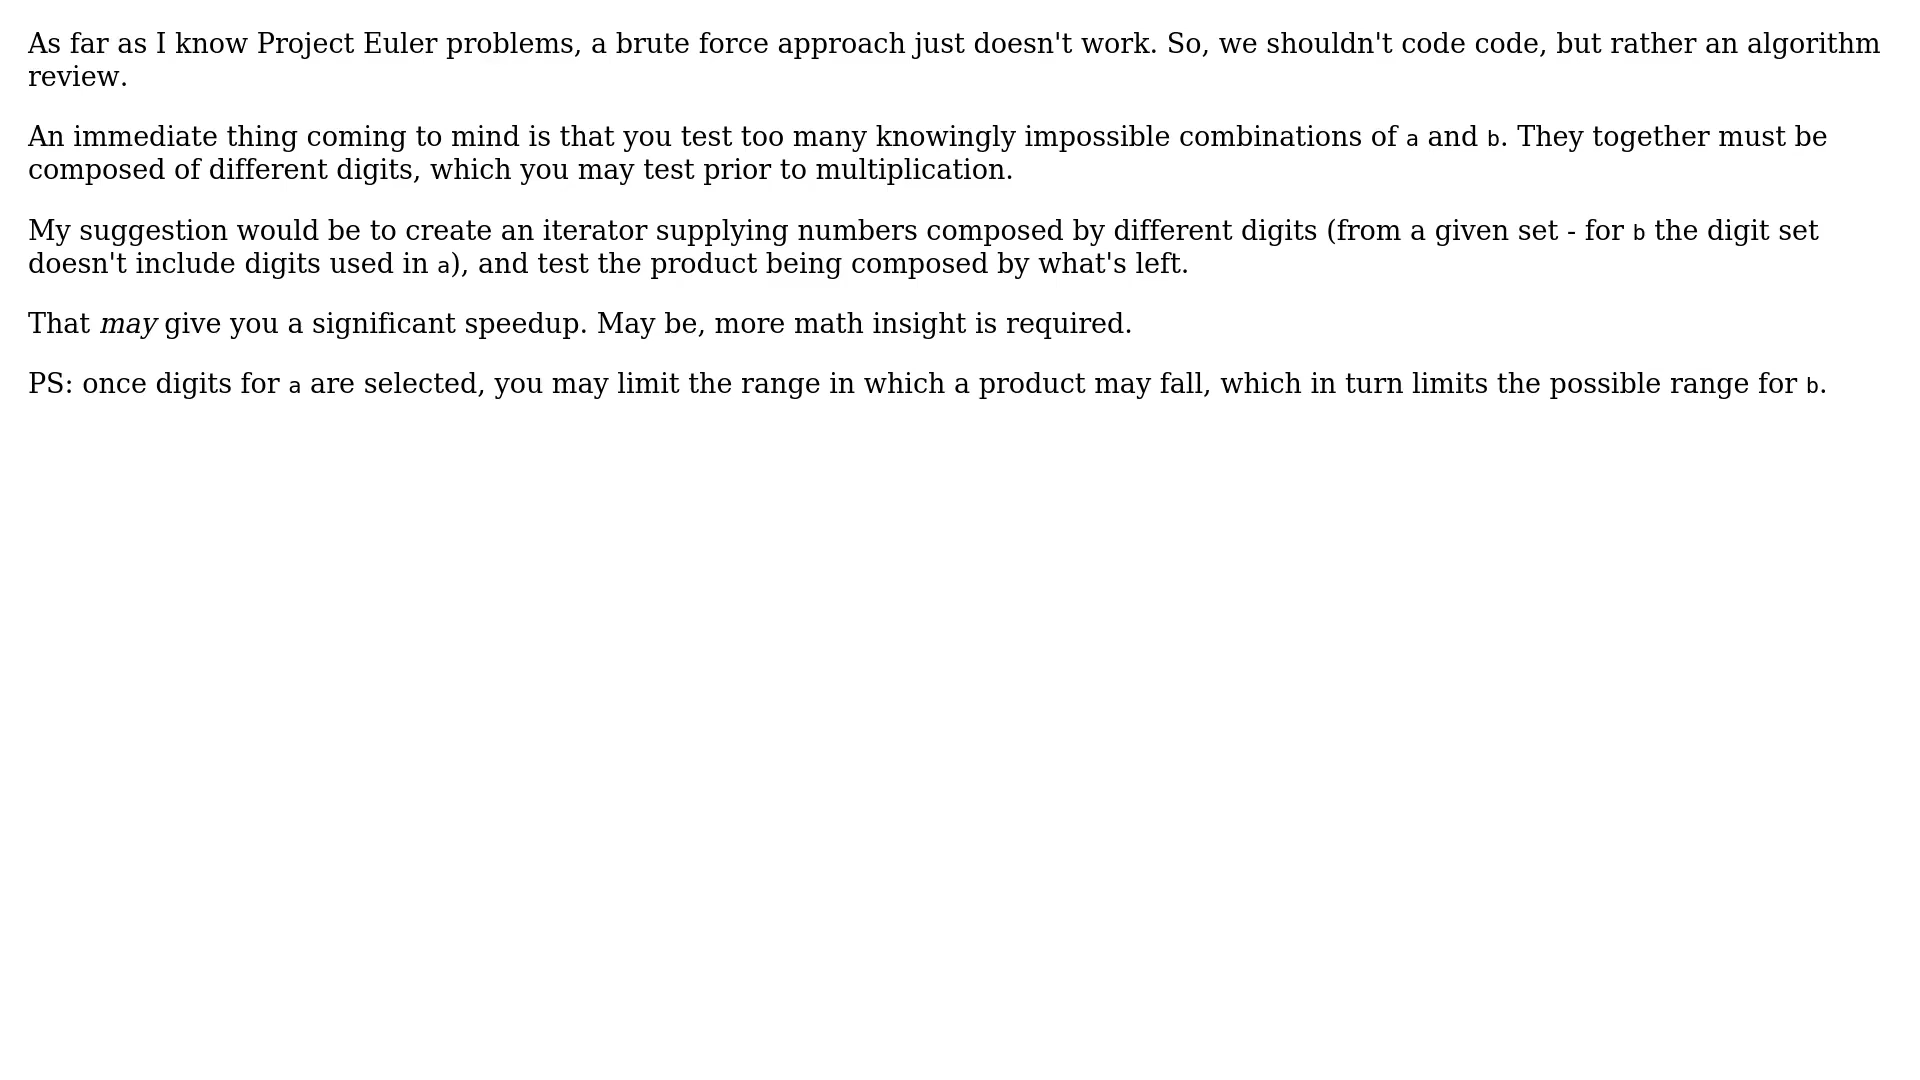 As far as I know Project Euler problems, a brute force approach just doesn't work. So, we shouldn't code code, but rather an algorithm
review.
An immediate thing coming to mind is that you test too many knowingly impossible combinations of a and b. They together must be
composed of different digits, which you may test prior to multiplication.
My suggestion would be to create an iterator supplying numbers composed by different digits (from a given set - for b the digit set
doesn't include digits used in a), and test the product being composed by what's left.
That may give you a significant speedup. May be, more math insight is required.
PS: once digits for a are selected, you may limit the range in which a product may fall, which in turn limits the possible range for b.